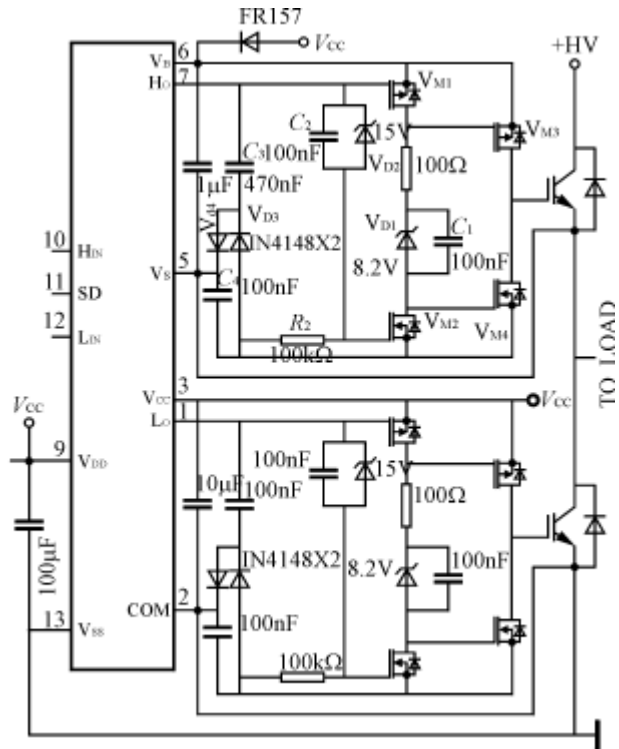 FR157
VCC
+HV
6
VB
7
HO
VM1
C2
100nF
15V
VM3
C3
VD2
100Ω
1μF
470nF
Vd4
VD3
VD1
C1
10
HIN
IN4148X2
8.2V
100nF
5
VS
11
SD
C4
100nF
12
LIN
R2
100kΩ
VM2
VM4
TO LOAD
3
VCC
VCC
1
LO
VCC
9
VDD
100nF
15V
10μF
100nF
100Ω
100μF
IN4148X2
8.2V
100nF
2
COM
13
VSS
100nF
100kΩ